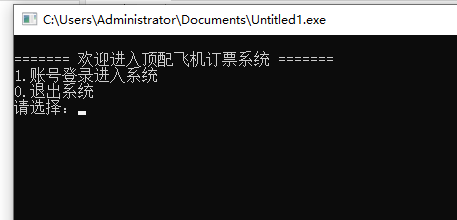 C:\Users\Administrator\Documents\Untitled1.exe
======= 欢迎进入顶配飞机订票系统 =======
1.账号登录进入系统
0.退出系统
请选择：